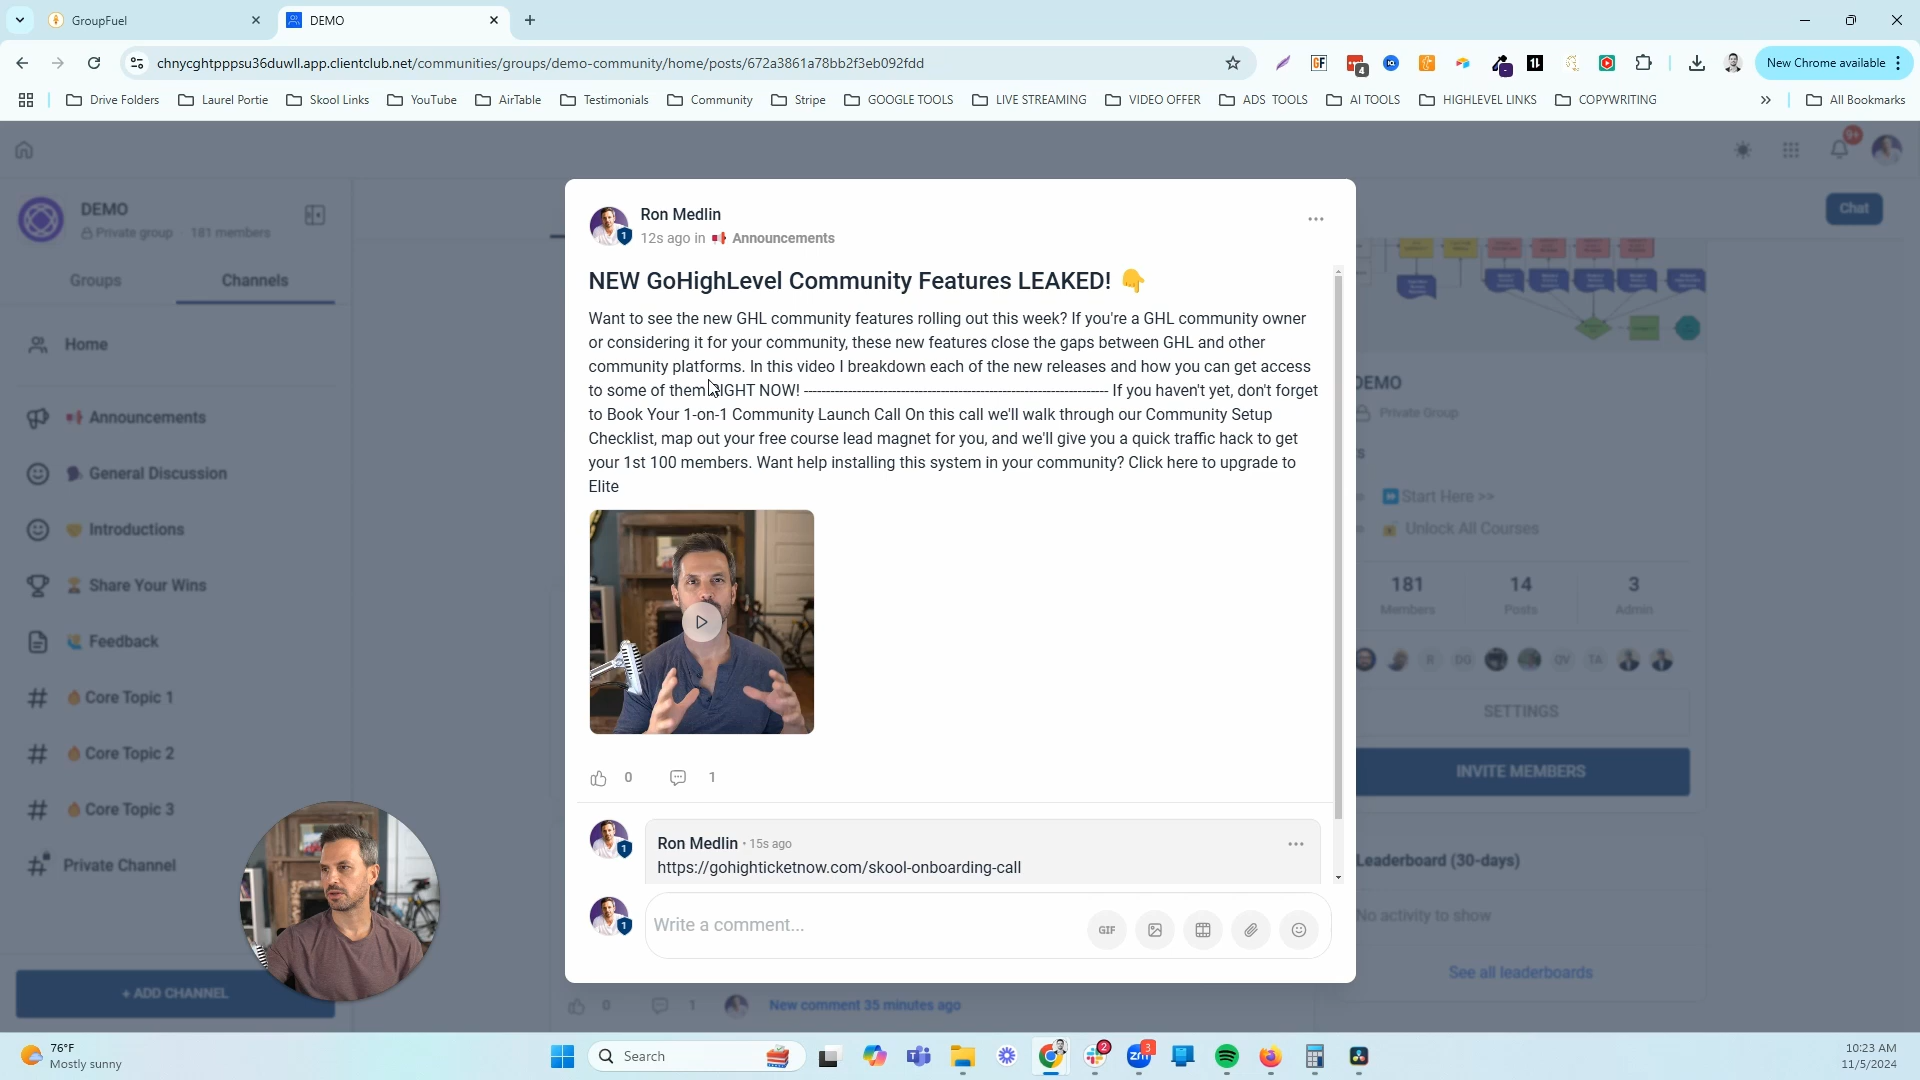 GroupFuel
DEMO
chnycghtpppsu36duwll.app.clientclub.net/communities/groups/demo-community/home/posts/672a3861a78bb2f3eb092fdd
New Chrome available
Drive Folders
Laurel Portie
Skool Links
YouTube
AirTable
Testimonials
Community
Stripe
GOOGLE TOOLS
LIVE STREAMING
VIDEO OFFER
ADS TOOLS
AI TOOLS
HIGHLEVEL LINKS
COPYWRITING
All Bookmarks
9+
DEMO
Private group · 181 members
Groups
Channels
Home
Announcements
General Discussion
Introductions
Share Your Wins
Feedback
Core Topic 1
Core Topic 2
Core Topic 3
Private Channel
+ ADD CHANNEL
Ron Medlin
12s ago in Announcements
NEW GoHighLevel Community Features LEAKED! 👇
Want to see the new GHL community features rolling out this week? If you're a GHL community owner
or considering it for your community, these new features close the gaps between GHL and other
community platforms. In this video I breakdown each of the new releases and how you can get access
to some of them RIGHT NOW! ---------------------------------------------------------------------- If you haven't yet, don't forget
to Book Your 1-on-1 Community Launch Call On this call we'll walk through our Community Setup
Checklist, map out your free course lead magnet for you, and we'll give you a quick traffic hack to get
your 1st 100 members. Want help installing this system in your community? Click here to upgrade to
Elite
0
1
Ron Medlin · 15s ago
https://gohighticketnow.com/skool-onboarding-call
Write a comment...
GIF
0
1
New comment 35 minutes ago
Chat
DEMO
Private Group
Start Here >>
Unlock All Courses
181
14
3
Members
Posts
Admin
R
DG
GV
TA
SETTINGS
INVITE MEMBERS
Leaderboard (30-days)
No activity to show
See all leaderboards
76°F
Mostly sunny
Search
2
3
10:23 AM
11/5/2024